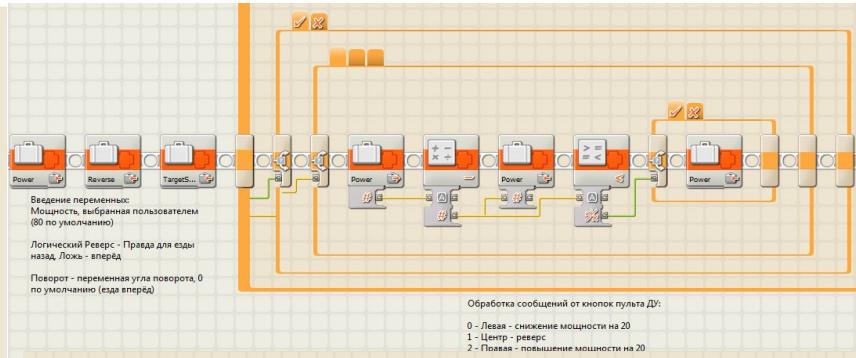 Power
Reverse
TargetS...
Power
Power
Power
Введение переменных:
Мощность, выбранная пользователем
(80 по умолчанию)
Логический Реверс - Правда для езды
назад, Ложь - вперёд
Поворот - переменная угла поворота, 0
по умолчанию (езда вперёд)
Обработка сообщений от кнопок пульта ДУ:
0 - Левая - снижение мощности на 20
1 - Центр - реверс
2 - Правая - повышение мощности на 20